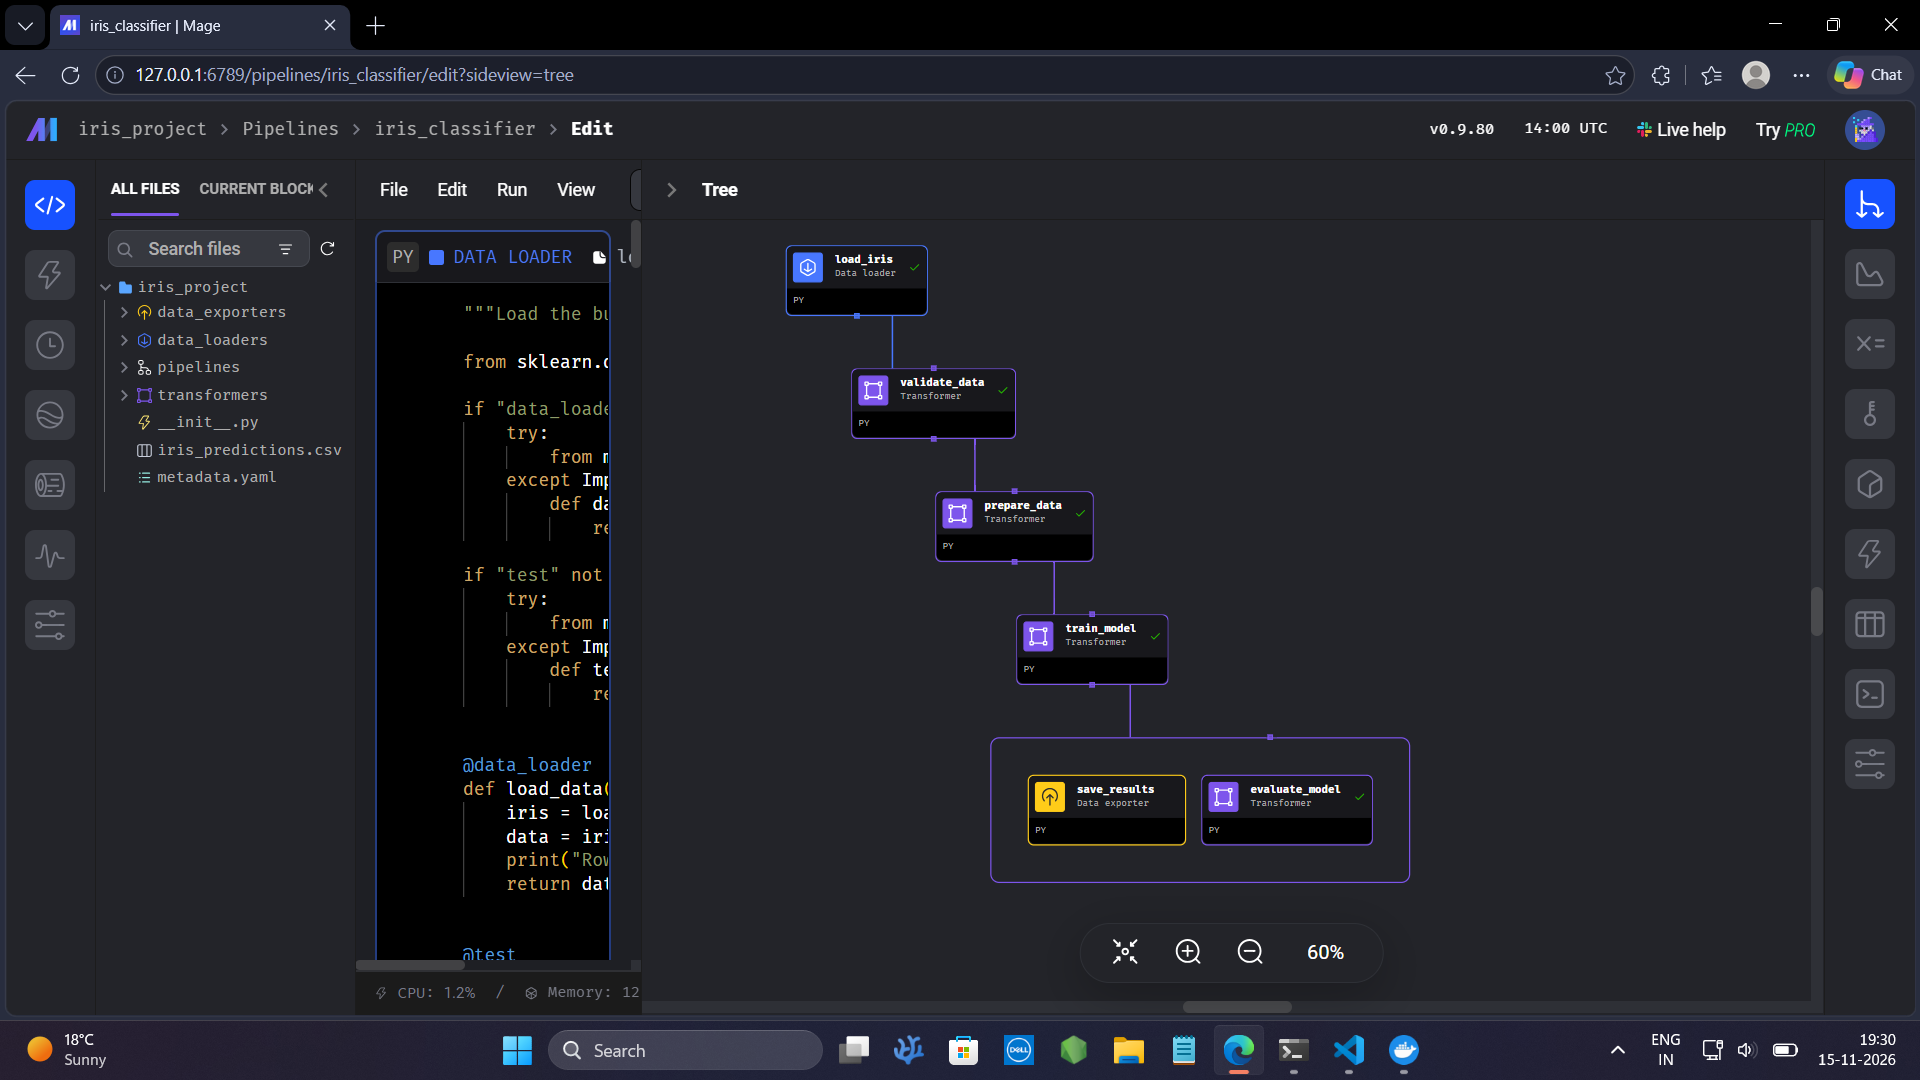 iris_classifier | Mage
127.0.0.1:6789/pipelines/iris_classifier/edit?sideview=tree
Chat
iris_project > Pipelines > iris_classifier > Edit
v0.9.80
14:00 UTC
Live help
Try PRO
ALL FILES
CURRENT BLOCK
File
Edit
Run
View
Tree
Search files
iris_project
data_exporters
data_loaders
pipelines
transformers
__init__.py
iris_predictions.csv
metadata.yaml
PY
DATA LOADER
"""Load the bu
from sklearn.d
if "data_loade
try:
from m
except Imp
def da
re
if "test" not
try:
from m
except Imp
def te
re
@data_loader
def load_data(
iris = loa
data = iri
print("Row
return dat
@test
CPU: 1.2% / Memory: 12
load_iris
Data loader
PY
validate_data
Transformer
PY
prepare_data
Transformer
PY
train_model
Transformer
PY
save_results
Data exporter
PY
evaluate_model
Transformer
PY
60%
18°C
Sunny
Search
DELL
ENG
IN
19:30
15-11-2026